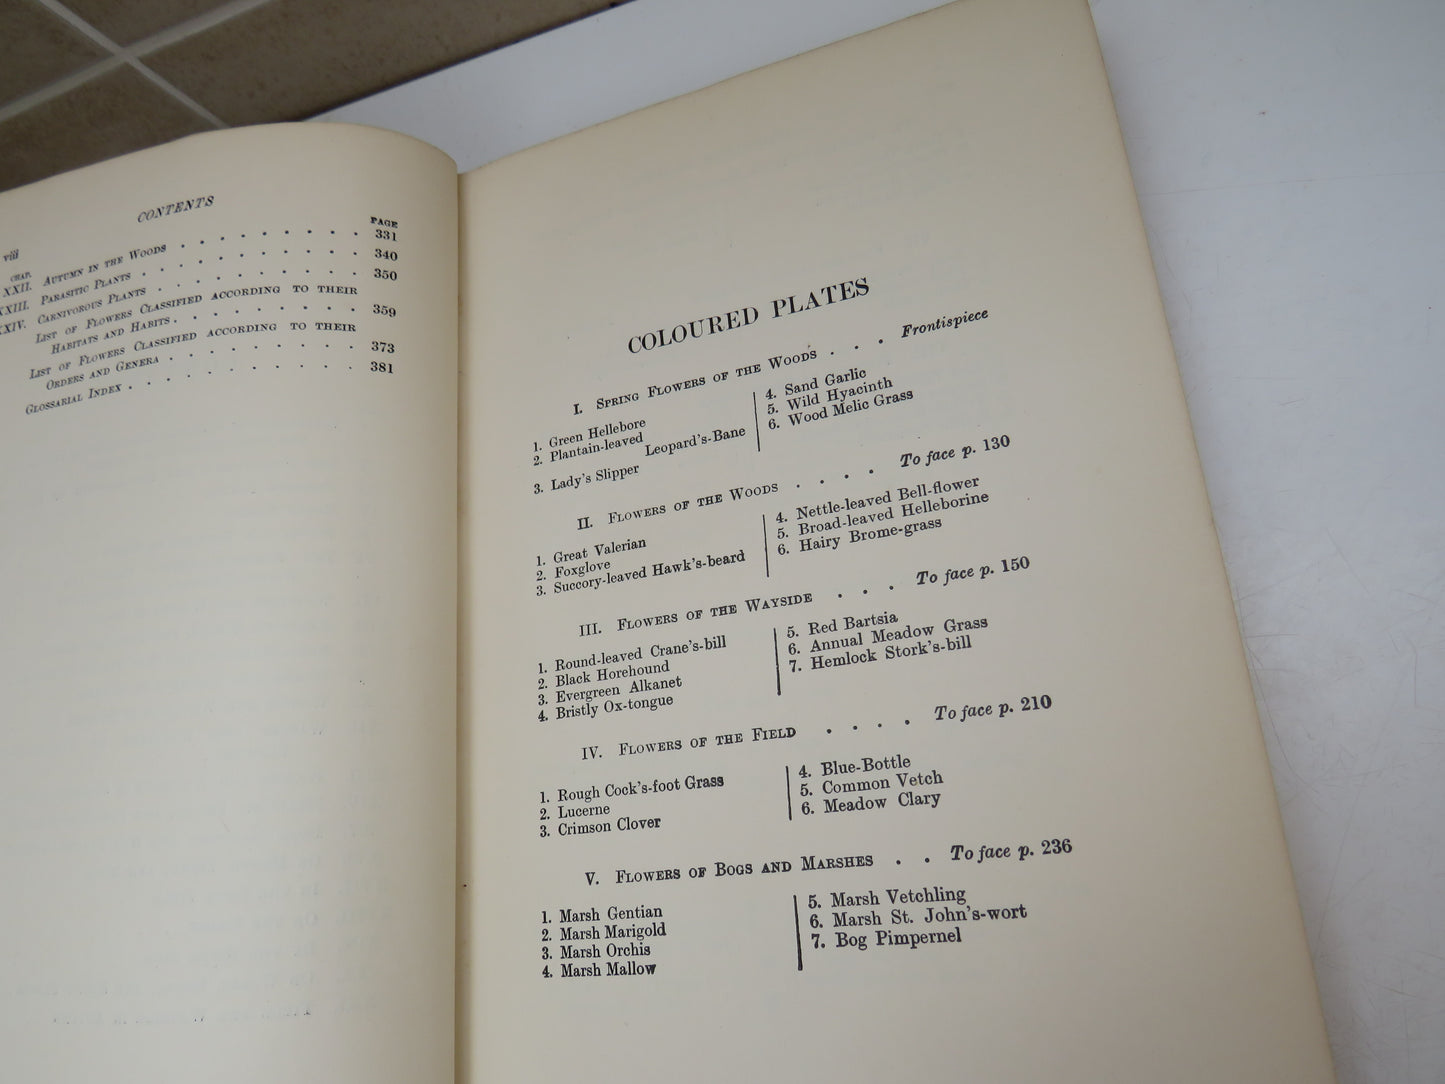 viii
CONTENTS
CHAP.
PAGE
XXII. AUTUMN IN THE WOODS . . . . . . . . 331
XXIII. PARASITIC PLANTS . . . . . . . . . 340
XXIV. CARNIVOROUS PLANTS . . . . . . . . 350
LIST OF FLOWERS CLASSIFIED ACCORDING TO THEIR
HABITATS AND HABITS . . . . . . . . 359
LIST OF FLOWERS CLASSIFIED ACCORDING TO THEIR
ORDERS AND GENERA . . . . . . . . 373
GLOSSARIAL INDEX . . . . . . . . . . 381
COLOURED PLATES
I. SPRING FLOWERS OF THE WOODS . . . Frontispiece
1. Green Hellebore
2. Plantain-leaved
Leopard's-Bane
3. Lady's Slipper
4. Sand Garlic
5. Wild Hyacinth
6. Wood Melic Grass
II. FLOWERS OF THE WOODS . . . . To face p. 130
1. Great Valerian
2. Foxglove
3. Succory-leaved Hawk's-beard
4. Nettle-leaved Bell-flower
5. Broad-leaved Helleborine
6. Hairy Brome-grass
III. FLOWERS OF THE WAYSIDE . . . To face p. 150
1. Round-leaved Crane's-bill
2. Black Horehound
3. Evergreen Alkanet
4. Bristly Ox-tongue
5. Red Bartsia
6. Annual Meadow Grass
7. Hemlock Stork's-bill
IV. FLOWERS OF THE FIELD . . . . To face p. 210
1. Rough Cock's-foot Grass
2. Lucerne
3. Crimson Clover
4. Blue-Bottle
5. Common Vetch
6. Meadow Clary
V. FLOWERS OF BOGS AND MARSHES . . To face p. 236
1. Marsh Gentian
2. Marsh Marigold
3. Marsh Orchis
4. Marsh Mallow
5. Marsh Vetchling
6. Marsh St. John's-wort
7. Bog Pimpernel